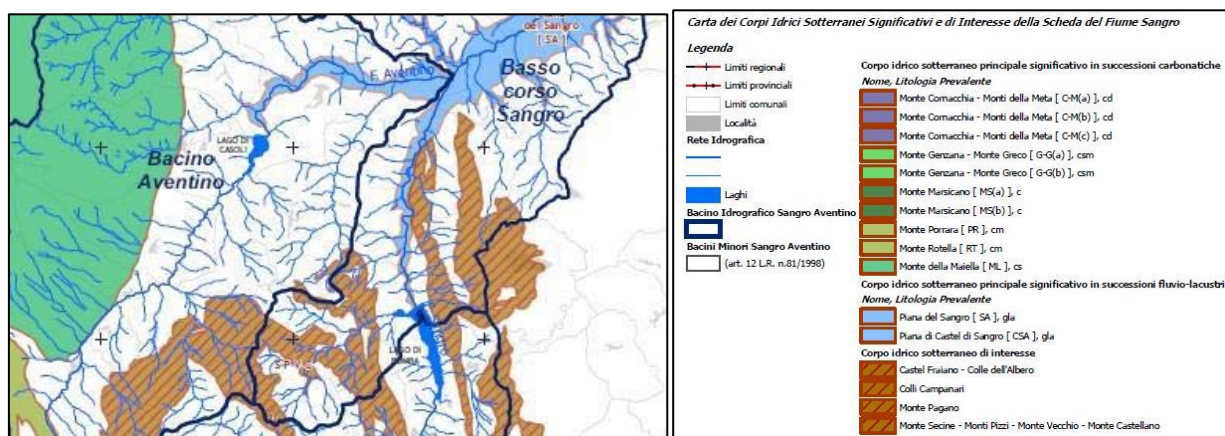 del Sangro
[ SA ]
F. Aventino
Basso
corso
Sangro
LAGO DI
CASOLI
Bacino
Aventino
LAGO DI
Carta dei Corpi Idrici Sotterranei Significativi e di Interesse della Scheda del Fiume Sangro
Legenda
Limiti regionali
Limiti provinciali
Limiti comunali
Località
Rete Idrografica
Laghi
Bacino Idrografico Sangro Aventino
Bacini Minori Sangro Aventino
(art. 12 L.R. n.81/1998)
Corpo idrico sotterraneo principale significativo in successioni carbonatiche
Nome, Litologia Prevalente
Monte Cornacchia - Monti della Meta [ C-M(a) ], cd
Monte Cornacchia - Monti della Meta [ C-M(b) ], cd
Monte Cornacchia - Monti della Meta [ C-M(c) ], cd
Monte Genzana - Monte Greco [ G-G(a) ], csm
Monte Genzana - Monte Greco [ G-G(b) ], csm
Monte Marsicano [ MS(a) ], c
Monte Marsicano [ MS(b) ], c
Monte Porrara [ PR ], cm
Monte Rotella [ RT ], cm
Monte della Maiella [ ML ], cs
Corpo idrico sotterraneo principale significativo in successioni fluvio-lacustri
Nome, Litologia Prevalente
Piana del Sangro [ SA ], gla
Piana di Castel di Sangro [ CSA ], gla
Corpo idrico sotterraneo di interesse
Castel Fraiano - Colle dell'Albero
Colli Campanari
Monte Pagano
Monte Secine - Monti Pizzi - Monte Vecchio - Monte Castellano